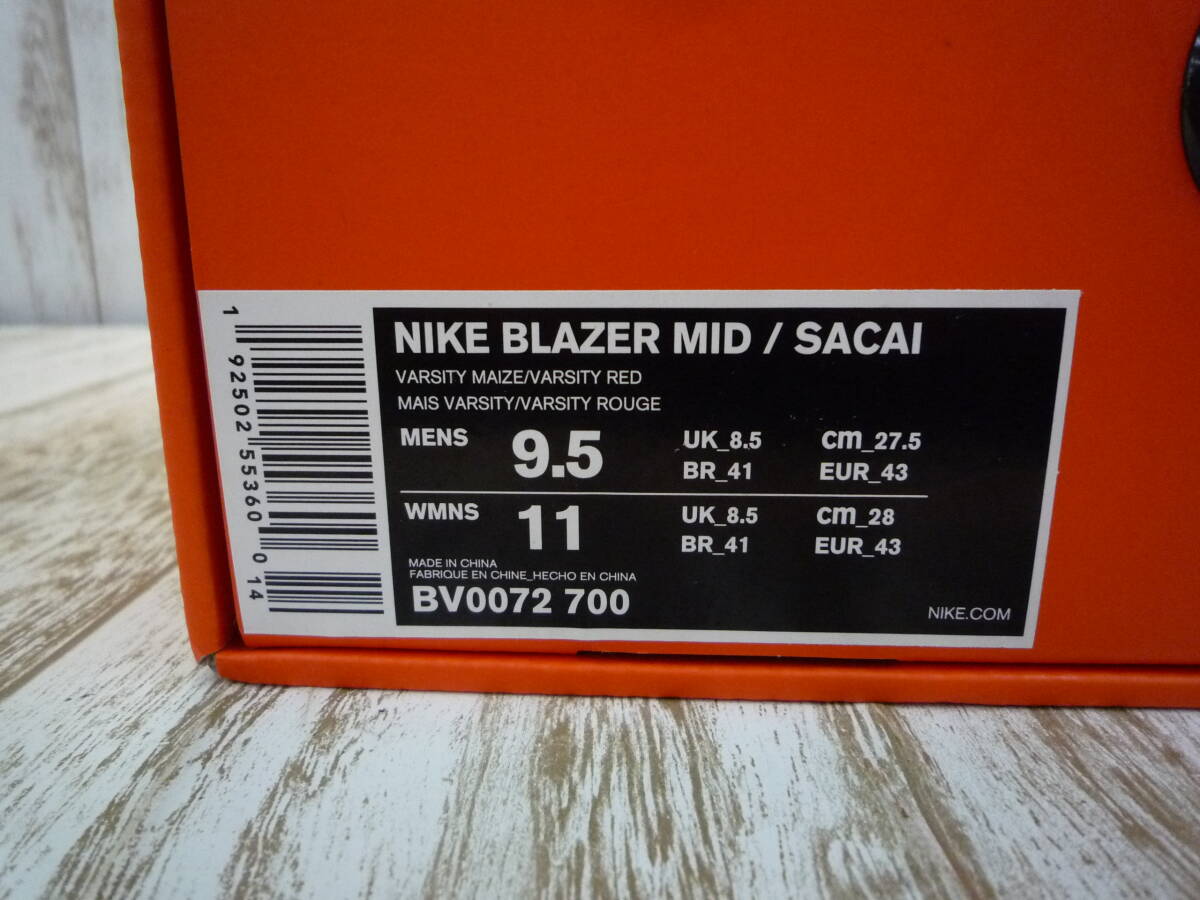 NIKE BLAZER MID / SACAI
VARSITY MAIZE/VARSITY RED
MAIS VARSITY/VARSITY ROUGE
MENS 9.5 UK_8.5 cm_27.5
BR_41 EUR_43
WMNS 11 UK_8.5 cm_28
BR_41 EUR_43
MADE IN CHINA
FABRIQUE EN CHINE_HECHO EN CHINA
BV0072 700
NIKE.COM
1 92502 55360 0 14